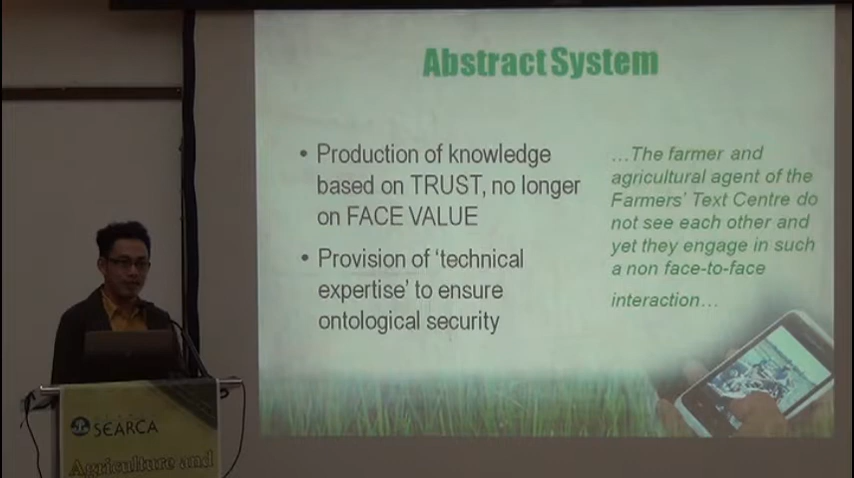 Abstract System
• Production of knowledge
based on TRUST, no longer
on FACE VALUE
• Provision of ‘technical
expertise’ to ensure
ontological security
…The farmer and
agricultural agent of the
Farmers’ Text Centre do
not see each other and
yet they engage in such
a non face-to-face
interaction…
SEARCA
Agriculture and